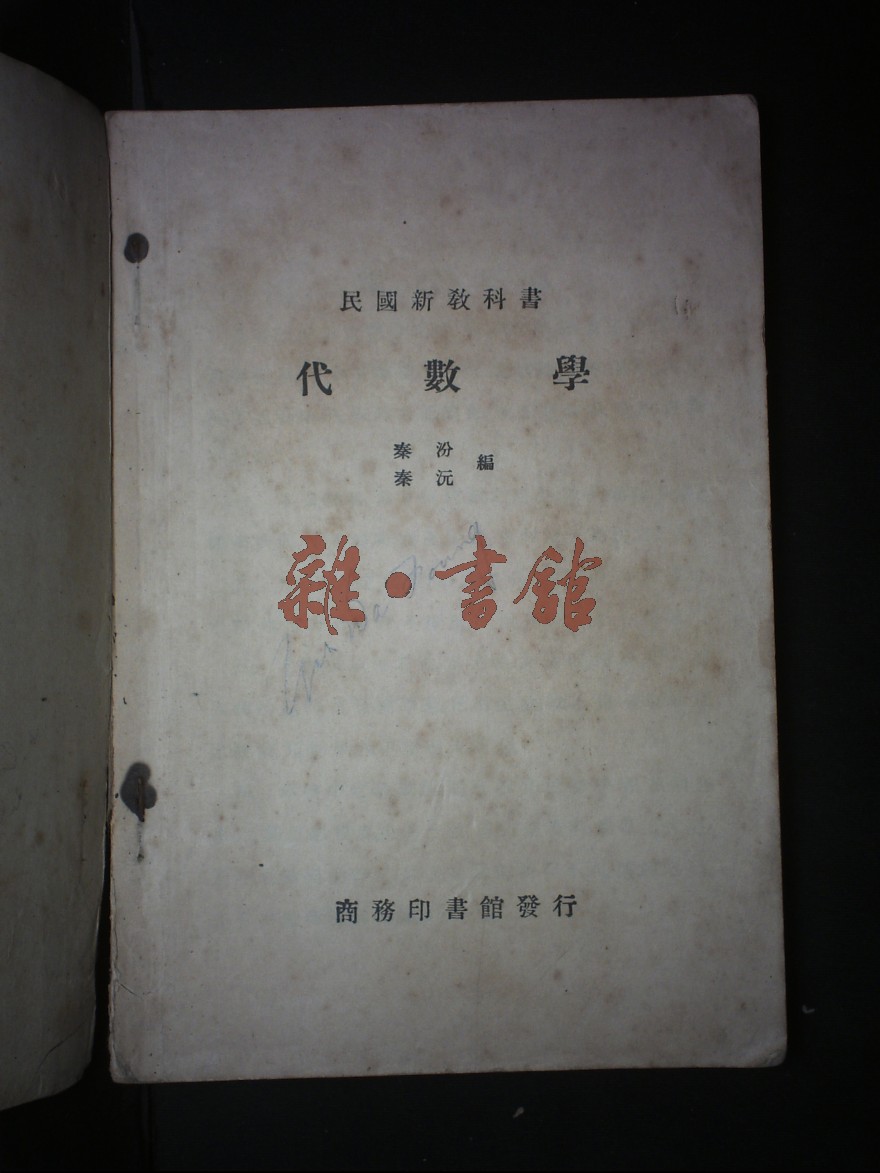 民國新教科書
代數學
秦汾
秦沅 編
雜·書館
商務印書館發行